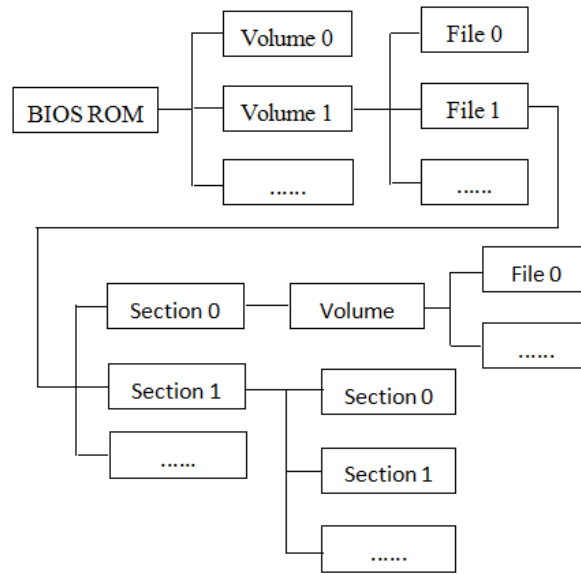 Volume 0
File 0
BIOS ROM
Volume 1
File 1
......
......
Section 0
Volume
File 0
......
Section 1
Section 0
......
Section 1
......